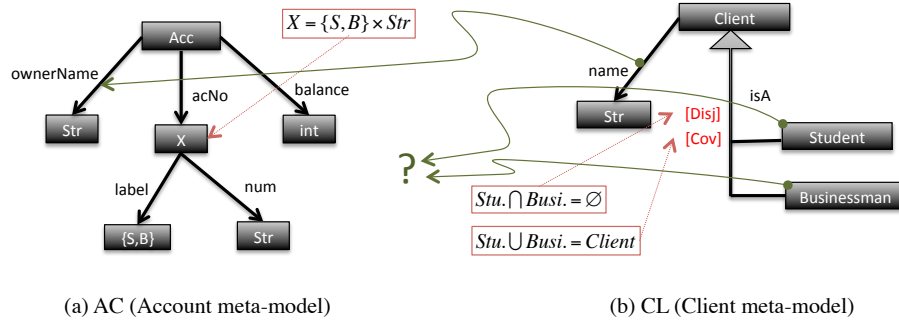 X = {S, B} × Str
Acc
ownerName
acNo
balance
Str
X
int
label
num
{S,B}
Str
(a) AC (Account meta-model)
Client
name
isA
Str
[Disj]
[Cov]
Student
Businessman
?
Stu. ⋂ Busi. = ∅
Stu. ⋃ Busi. = Client
(b) CL (Client meta-model)